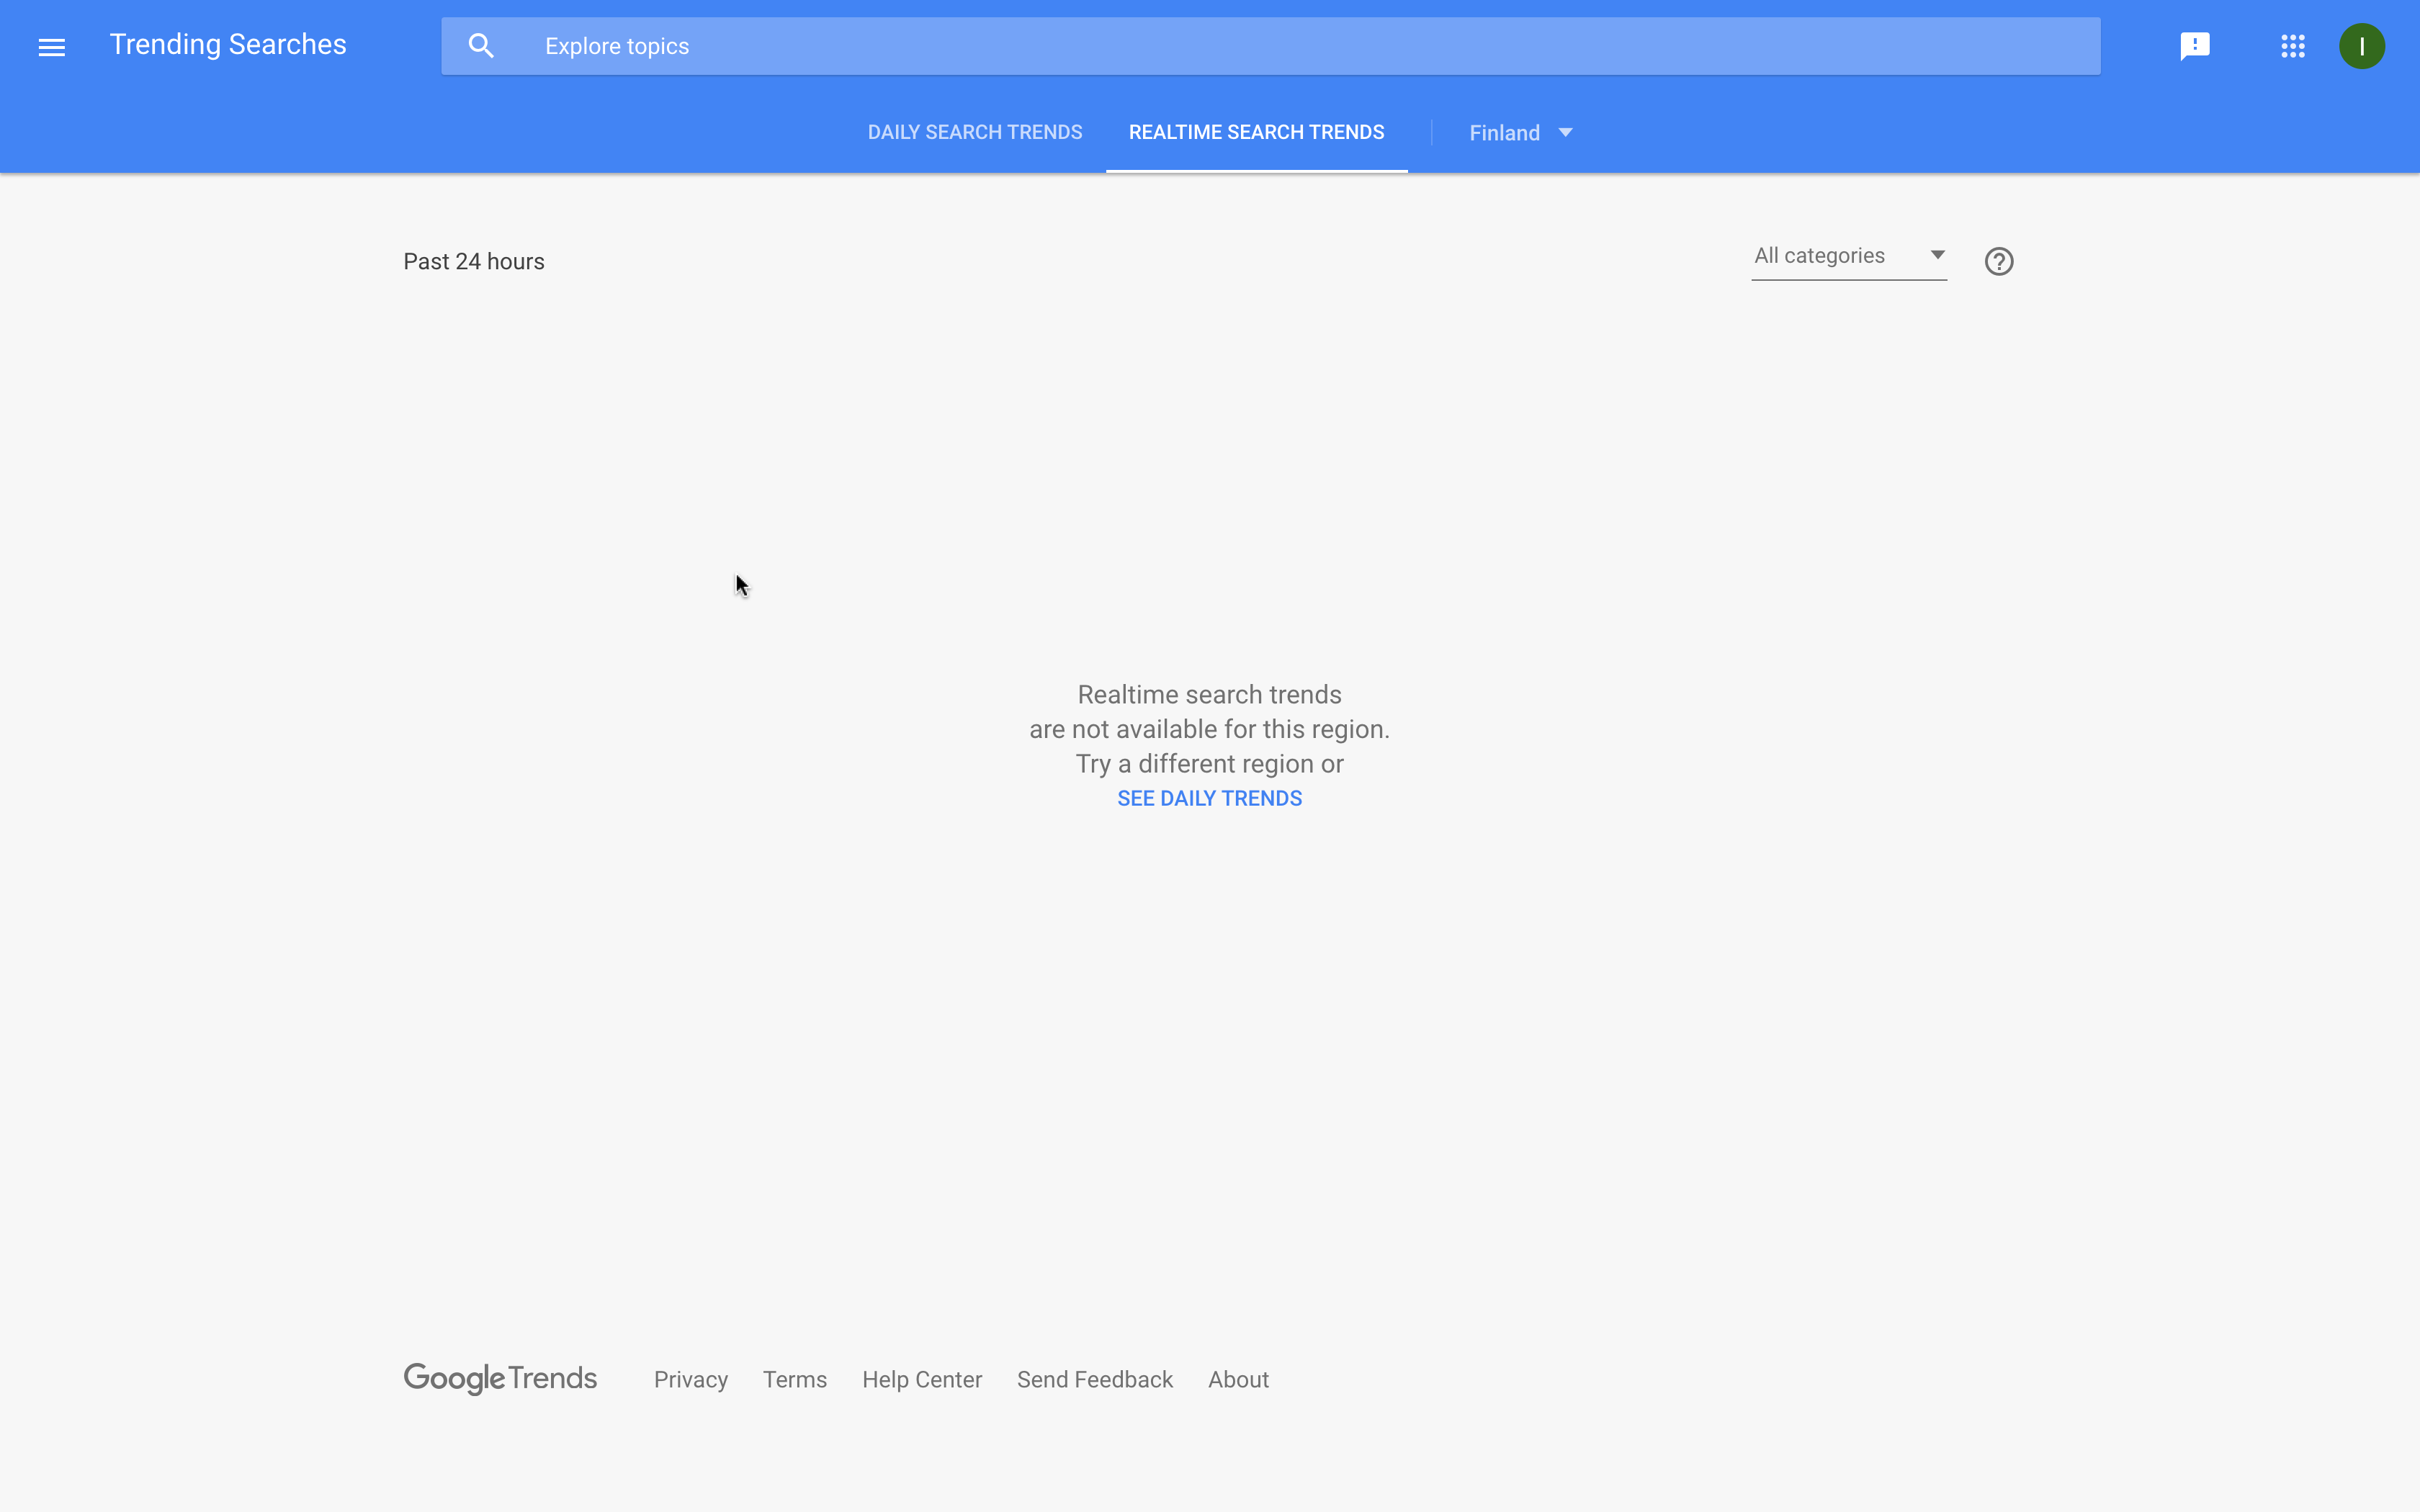 Trending Searches
Explore topics
I
DAILY SEARCH TRENDS
REALTIME SEARCH TRENDS
Finland
Past 24 hours
All categories
Realtime search trends
are not available for this region.
Try a different region or
SEE DAILY TRENDS
Google Trends
Privacy
Terms
Help Center
Send Feedback
About